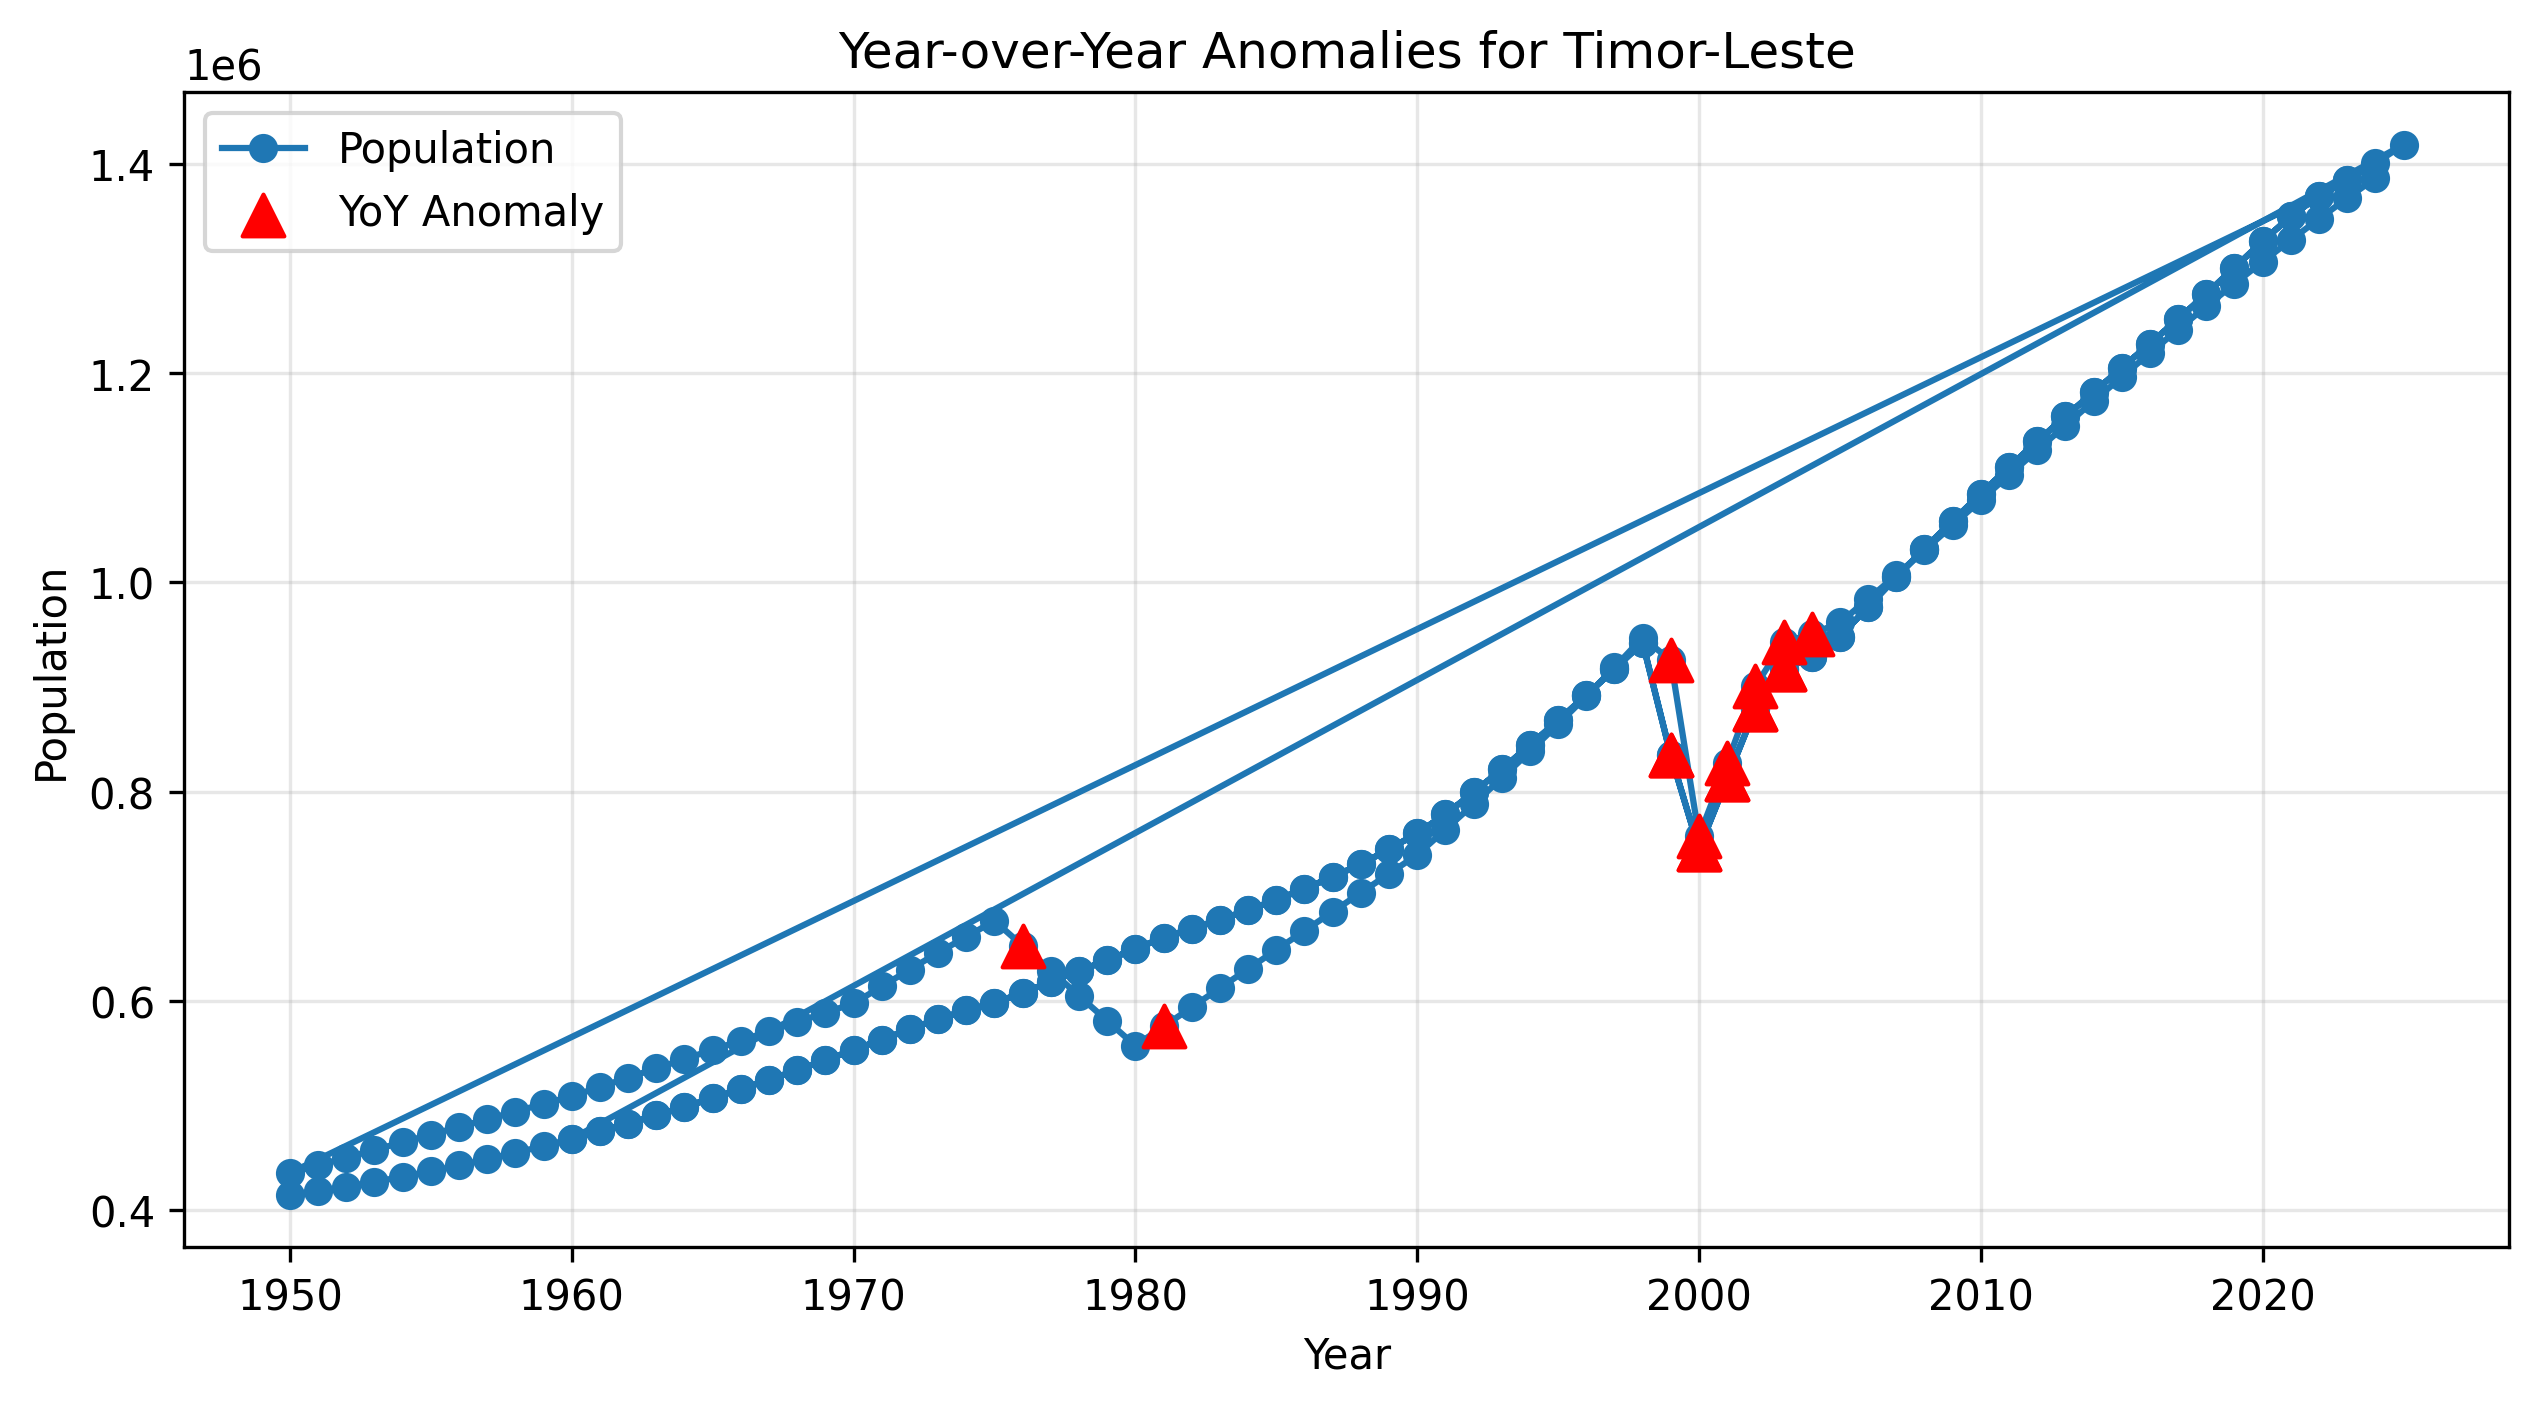 Year-over-Year Anomalies for Timor-Leste
1e6
Population
YoY Anomaly
1.4
1.2
1.0
0.8
0.6
0.4
Population
1950 1960 1970 1980 1990 2000 2010 2020
Year